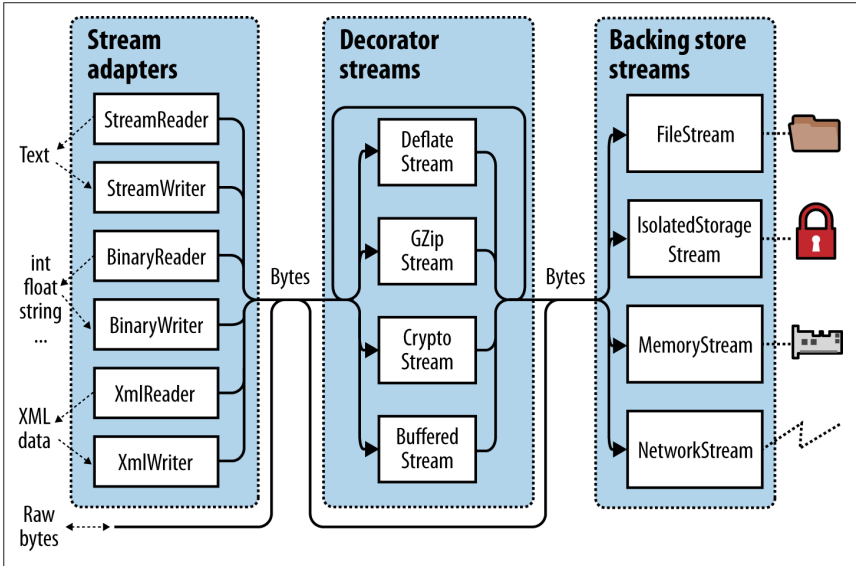 Stream
adapters
StreamReader
Text
StreamWriter
BinaryReader
int
float
string
...
BinaryWriter
XmlReader
XML
data
XmlWriter
Raw
bytes
Bytes
Decorator
streams
Deflate
Stream
GZip
Stream
Crypto
Stream
Buffered
Stream
Bytes
Backing store
streams
FileStream
IsolatedStorage
Stream
MemoryStream
NetworkStream